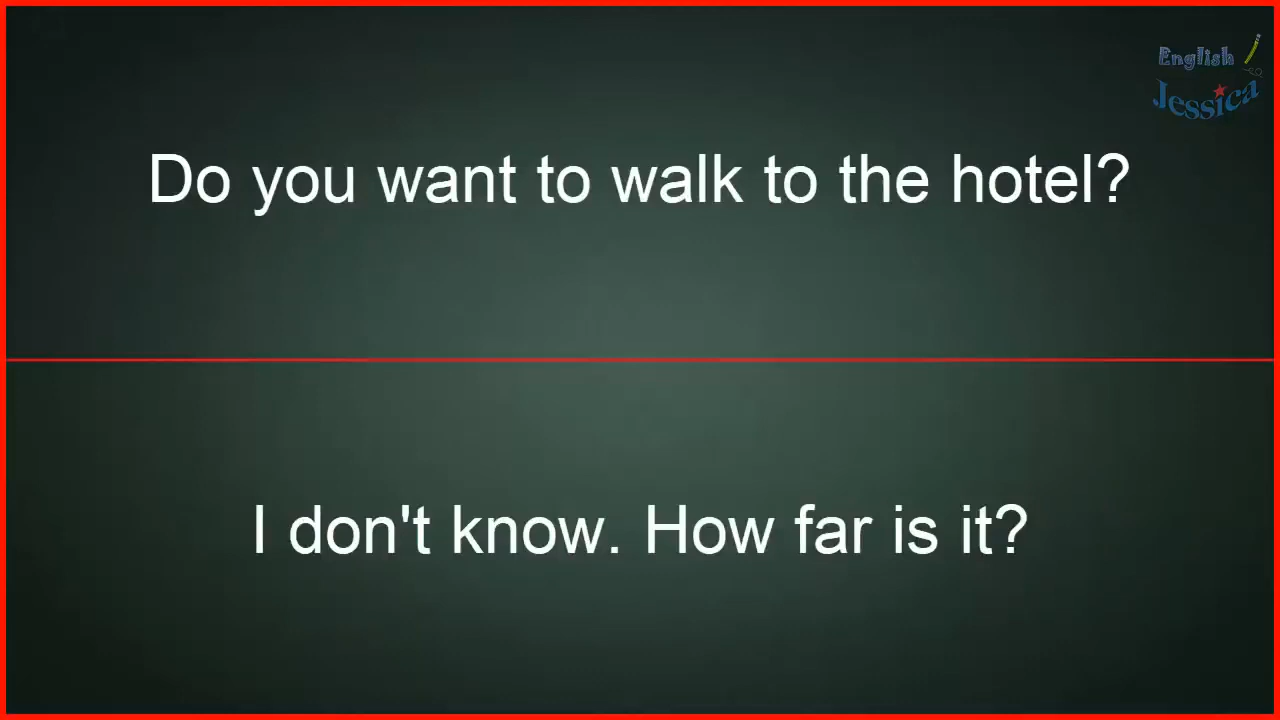 English
Jessica
Do you want to walk to the hotel?
I don't know. How far is it?